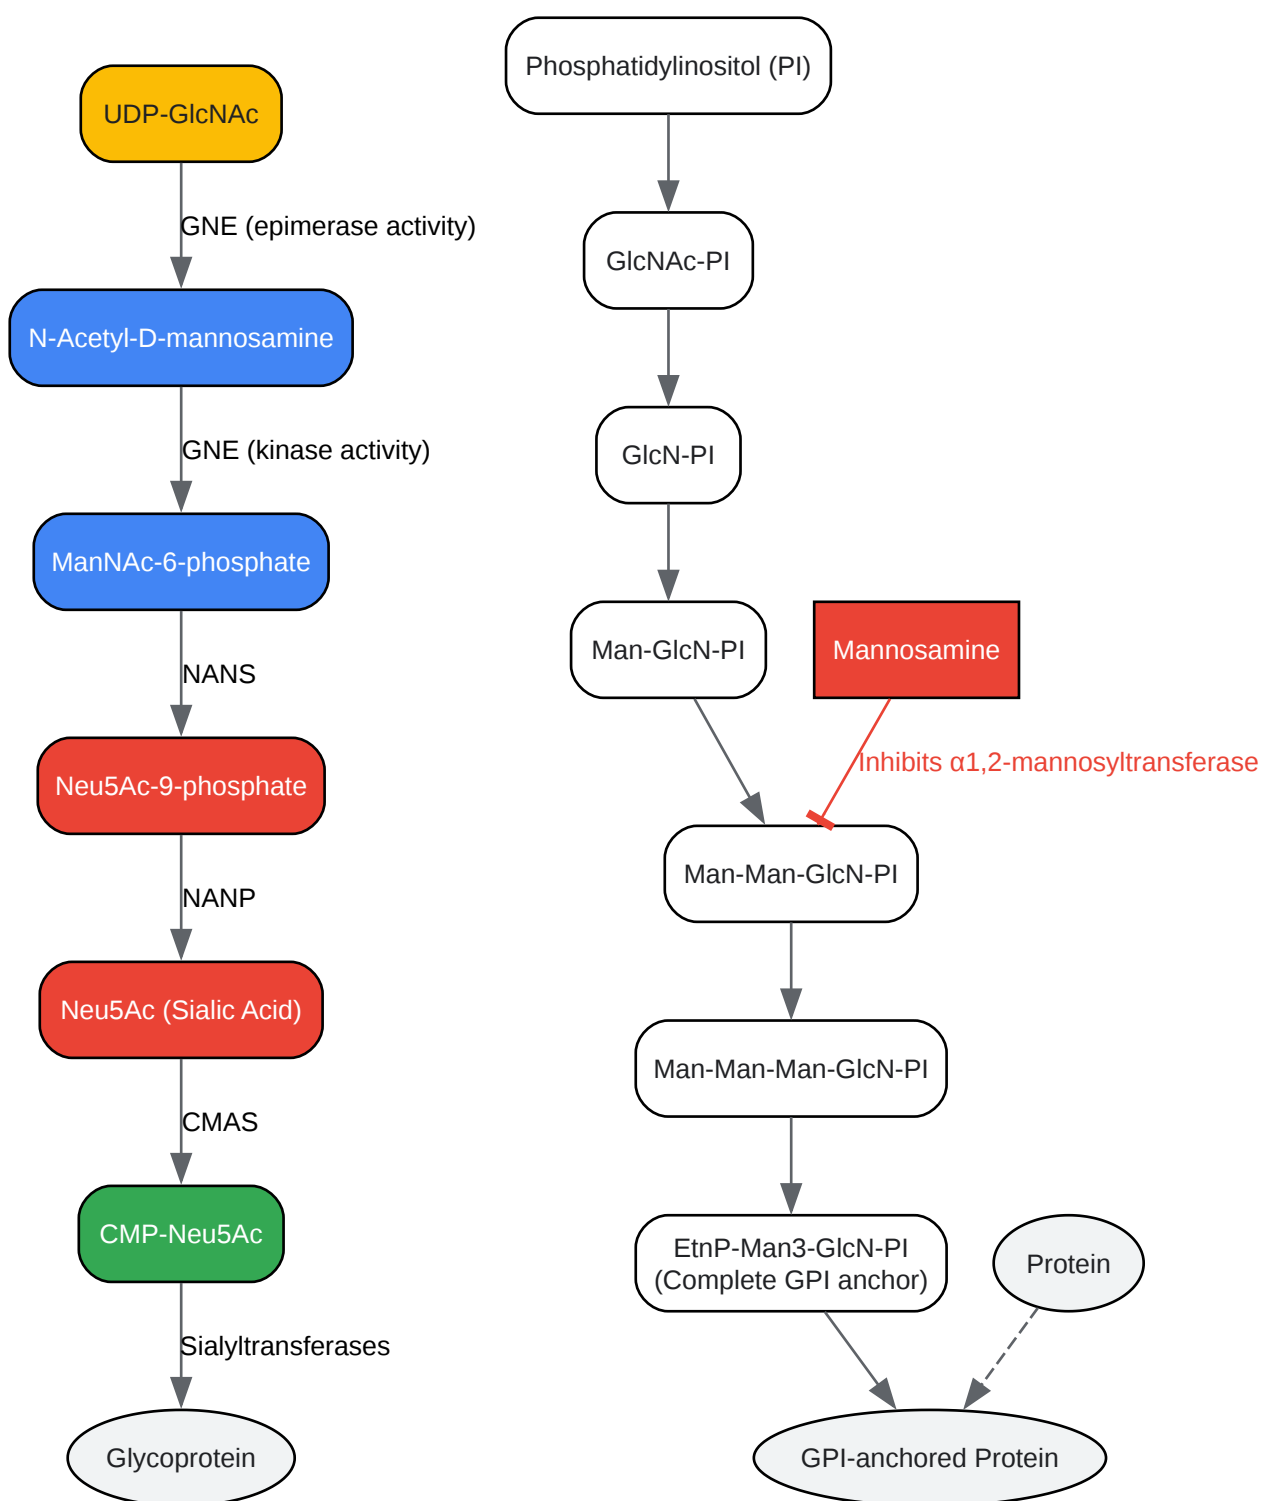 UDP-GlcNAc
GNE (epimerase activity)
N-Acetyl-D-mannosamine
GNE (kinase activity)
ManNAc-6-phosphate
NANS
Neu5Ac-9-phosphate
NANP
Neu5Ac (Sialic Acid)
CMAS
CMP-Neu5Ac
Sialyltransferases
Glycoprotein
Phosphatidylinositol (PI)
GlcNAc-PI
GlcN-PI
Man-GlcN-PI
Mannosamine
Inhibits α1,2-mannosyltransferase
Man-Man-GlcN-PI
Man-Man-Man-GlcN-PI
EtnP-Man3-GlcN-PI
(Complete GPI anchor)
Protein
GPI-anchored Protein